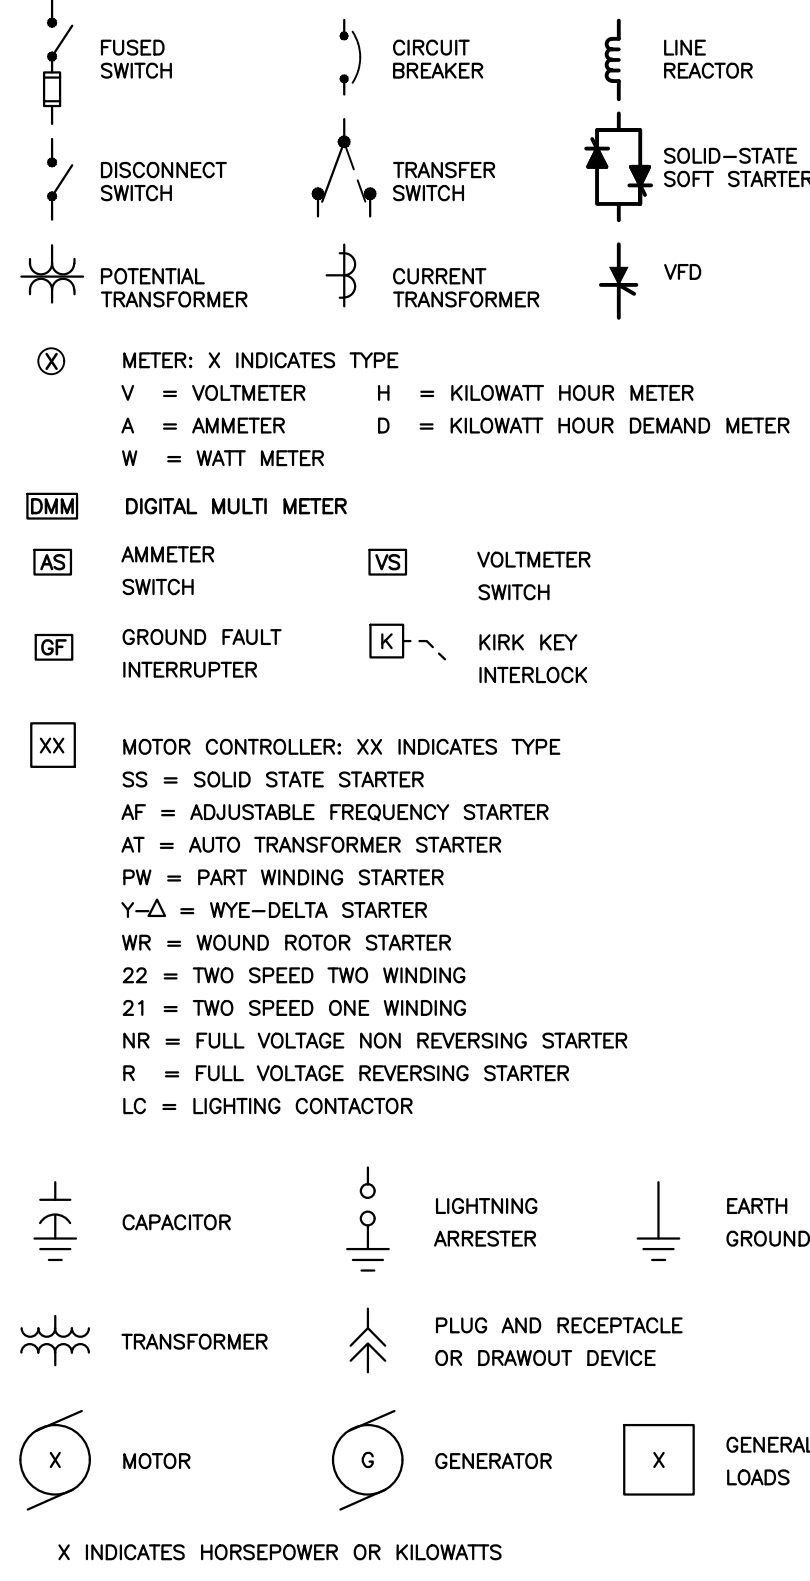 FUSED
SWITCH
CIRCUIT
BREAKER
LINE
REACTOR
DISCONNECT
SWITCH
TRANSFER
SWITCH
SOLID-STATE
SOFT STARTER
POTENTIAL
TRANSFORMER
CURRENT
TRANSFORMER
VFD
X METER: X INDICATES TYPE
V = VOLTMETER H = KILOWATT HOUR METER
A = AMMETER D = KILOWATT HOUR DEMAND METER
W = WATT METER
DMM DIGITAL MULTI METER
AS
AMMETER
SWITCH
VS
VOLTMETER
SWITCH
GF
GROUND FAULT
INTERRUPTER
K
KIRK KEY
INTERLOCK
XX MOTOR CONTROLLER: XX INDICATES TYPE
SS = SOLID STATE STARTER
AF = ADJUSTABLE FREQUENCY STARTER
AT = AUTO TRANSFORMER STARTER
PW = PART WINDING STARTER
Y-△ = WYE-DELTA STARTER
WR = WOUND ROTOR STARTER
22 = TWO SPEED TWO WINDING
21 = TWO SPEED ONE WINDING
NR = FULL VOLTAGE NON REVERSING STARTER
R = FULL VOLTAGE REVERSING STARTER
LC = LIGHTING CONTACTOR
CAPACITOR
LIGHTNING
ARRESTER
EARTH
GROUND
TRANSFORMER
PLUG AND RECEPTACLE
OR DRAWOUT DEVICE
X MOTOR
G GENERATOR
X
GENERAL
LOADS
X INDICATES HORSEPOWER OR KILOWATTS